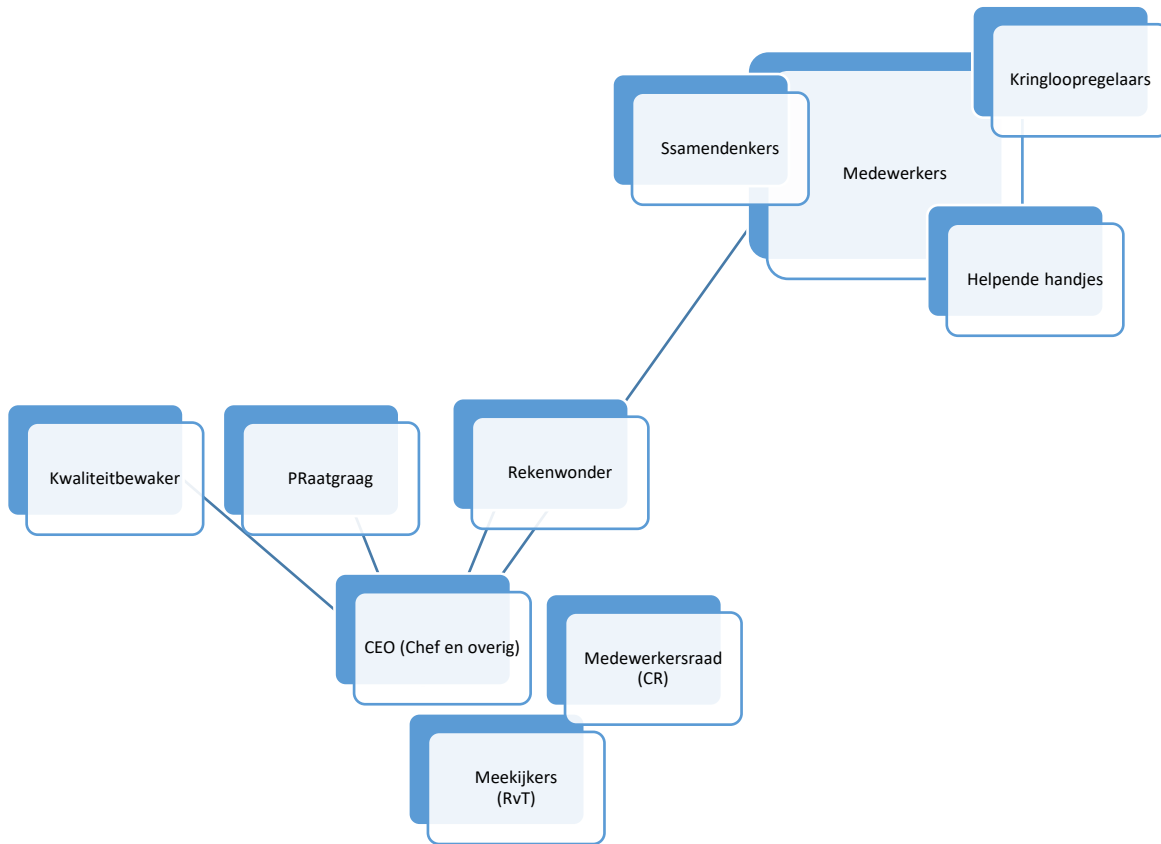 Kringloopregelaars
Ssamendenkers
Medewerkers
Helpende handjes
Kwaliteitbewaker
PRaatgraag
Rekenwonder
CEO (Chef en overig)
Medewerkersraad
(CR)
Meekijkers
(RvT)